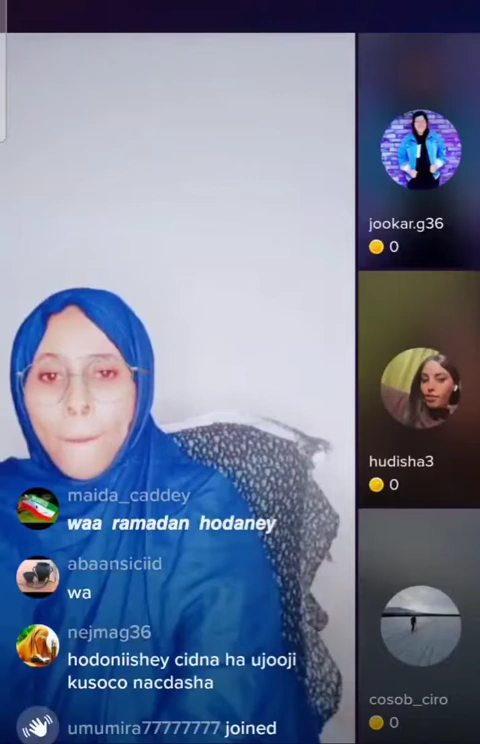 jookar.g36
0
hudisha3
0
cosob_ciro
0
maida_caddey
waa ramadan hodaney
abaansiciid
wa
nejmag36
hodoniishey cidna ha ujooji
kusoco nacdasha
umumira77777777 joined